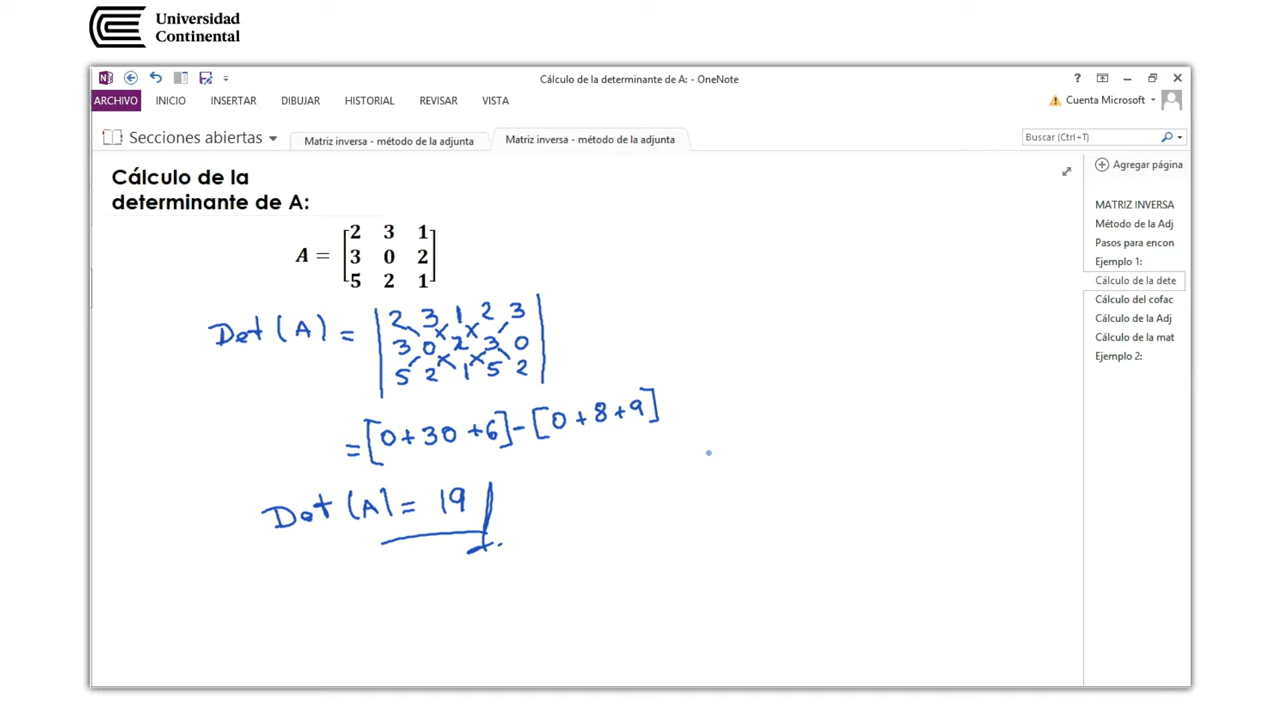 Universidad
Continental
Cálculo de la determinante de A: - OneNote
?
ARCHIVO INICIO INSERTAR DIBUJAR HISTORIAL REVISAR VISTA
Cuenta Microsoft
Secciones abiertas
Matriz inversa - método de la adjunta
Matriz inversa - método de la adjunta
Buscar (Ctrl+T)
Agregar página
Cálculo de la
determinante de A:
MATRIZ INVERSA
Método de la Adj
Pasos para encon
Ejemplo 1:
Cálculo de la dete
Cálculo del cofac
Cálculo de la Adj
Cálculo de la mat
Ejemplo 2:
2 3 1
A = 3 0 2
5 2 1
2 3 1 2 3
Det (A) = 3 0 2 3 0
5 2 1 5 2
= [0+30+6] - [0+8+9]
Det (A) = 19